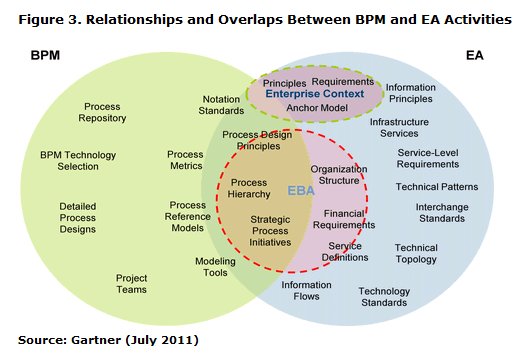 Figure 3. Relationships and Overlaps Between BPM and EA Activities
BPM
EA
Principles
Requirements
Enterprise Context
Anchor Model
Information
Principles
Process
Repository
Notation
Standards
Infrastructure
Services
Process Design
Principles
BPM Technology
Selection
Process
Metrics
Service-Level
Requirements
Organization
Structure
Process
Hierarchy
EBA
Technical Patterns
Detailed
Process
Designs
Process
Reference
Models
Strategic
Process
Initiatives
Financial
Requirements
Interchange
Standards
Service
Definitions
Technical
Topology
Modeling
Tools
Project
Teams
Information
Flows
Technology
Standards
Source: Gartner (July 2011)